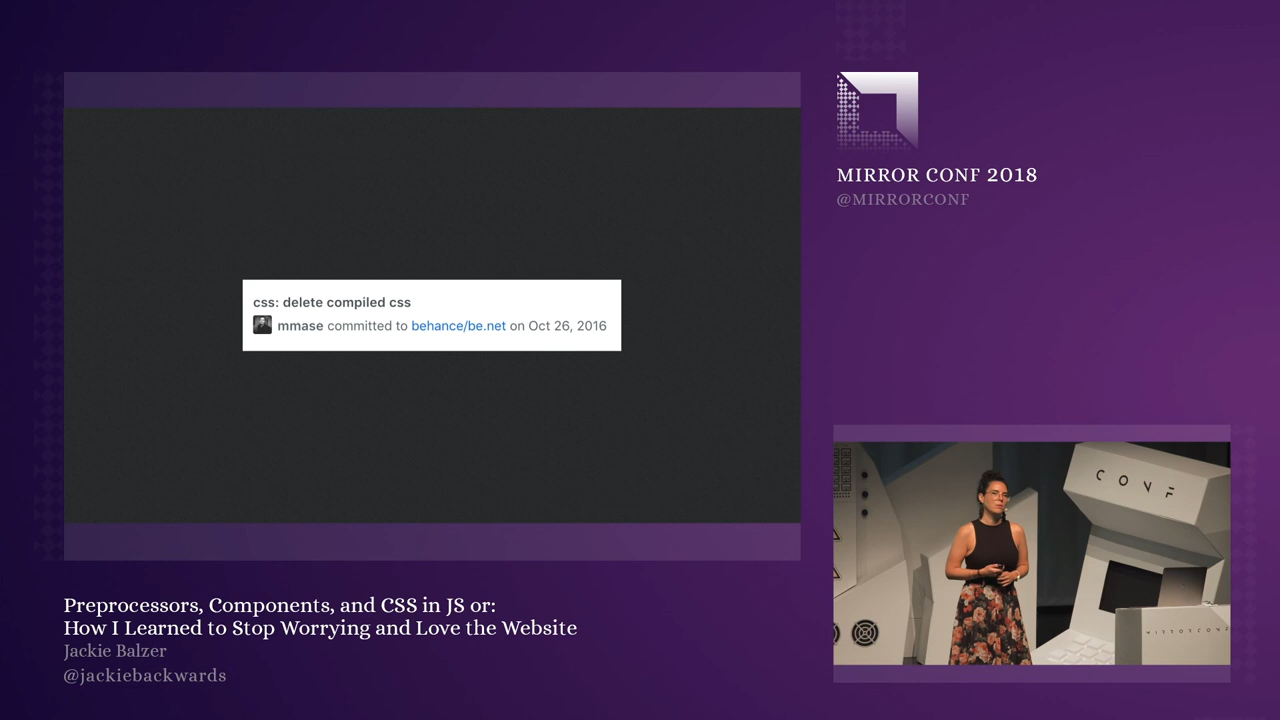 css: delete compiled css
mmase committed to behance/be.net on Oct 26, 2016
MIRROR CONF 2018
@MIRRORCONF
CONF
MIRRORCONF
Preprocessors, Components, and CSS in JS or:
How I Learned to Stop Worrying and Love the Website
Jackie Balzer
@jackiebackwards